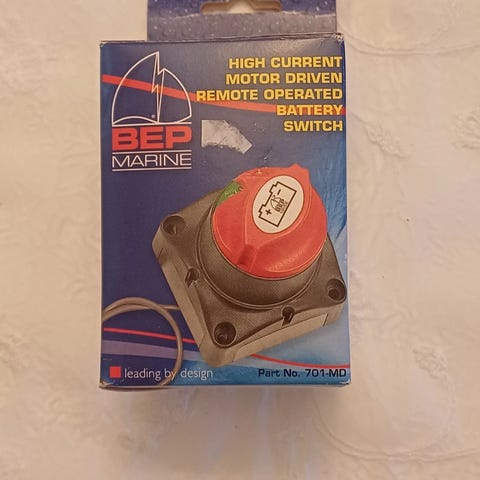 HIGH CURRENT
MOTOR DRIVEN
REMOTE OPERATED
BATTERY
SWITCH
BEP
MARINE
+ -
leading by design
Part No. 701-MD